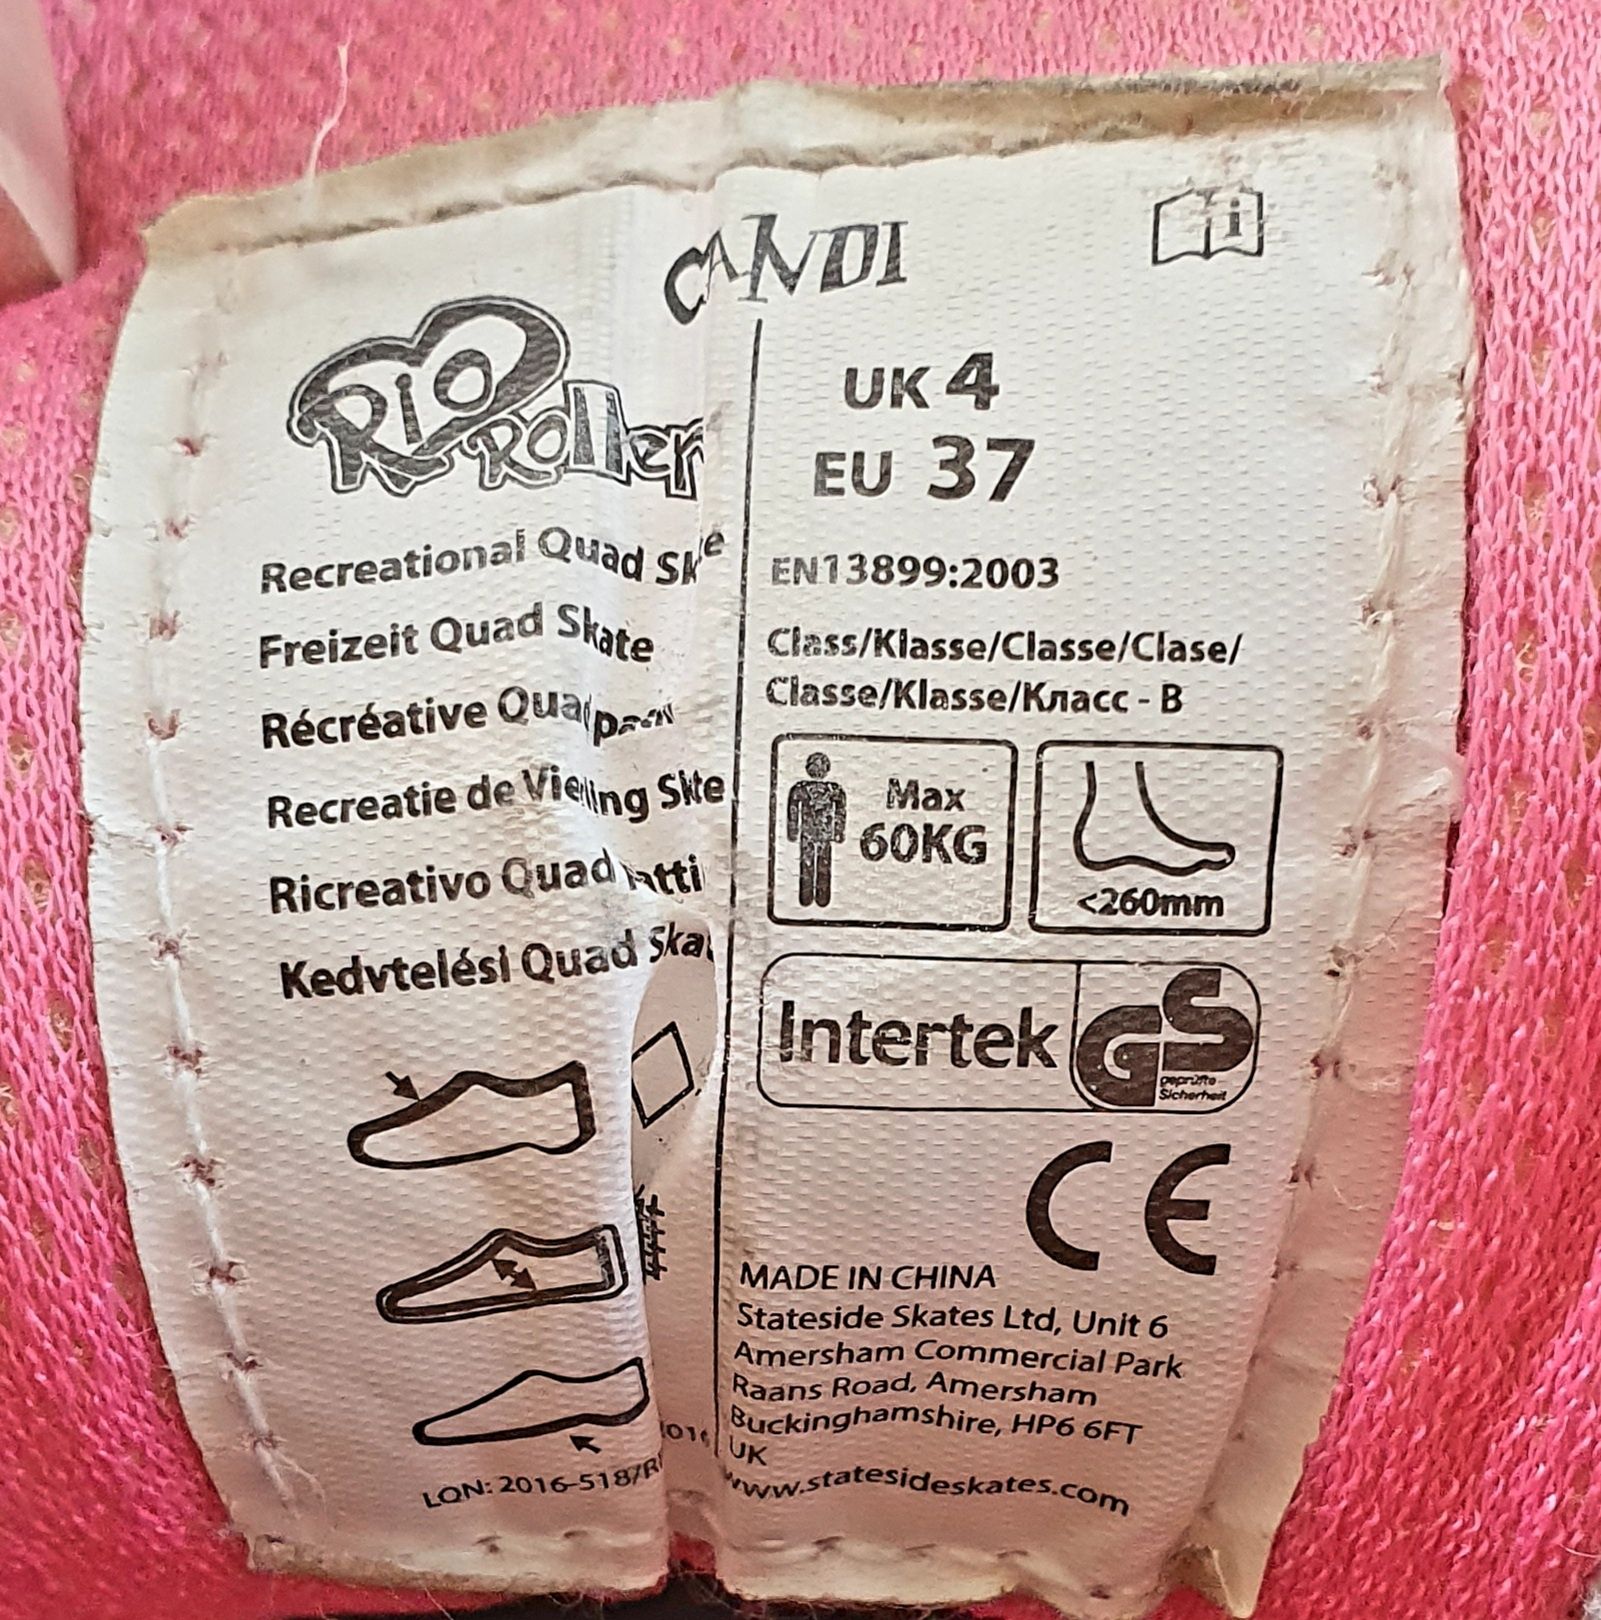 CANDI
Rio
Roller
Recreational Quad
Freizeit Quad Skate
Récréative
Recreatie de
Ricreativo Quad
Kedvtelési Quad
LON: 2016-5187/R
UK 4
EU 37
EN13899:2003
Class/Klasse/Classe/Clase/
Classe/Klasse/Класс - B
Max
60KG
<260mm
Intertek
GS
geprüfte
Sicherheit
CE
MADE IN CHINA
Stateside Skates Ltd, Unit 6
Amersham Commercial Park
Raans Road, Amersham
Buckinghamshire, HP6 6FT
UK
www.statesideskates.com